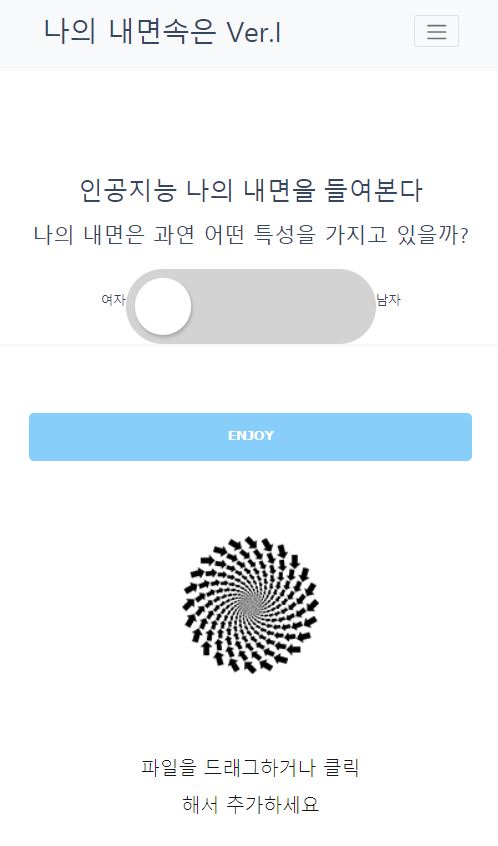 나의 내면속은 Ver.I
인공지능 나의 내면을 들여본다
나의 내면은 과연 어떤 특성을 가지고 있을까?
여자 남자
ENJOY
파일을 드래그하거나 클릭
해서 추가하세요